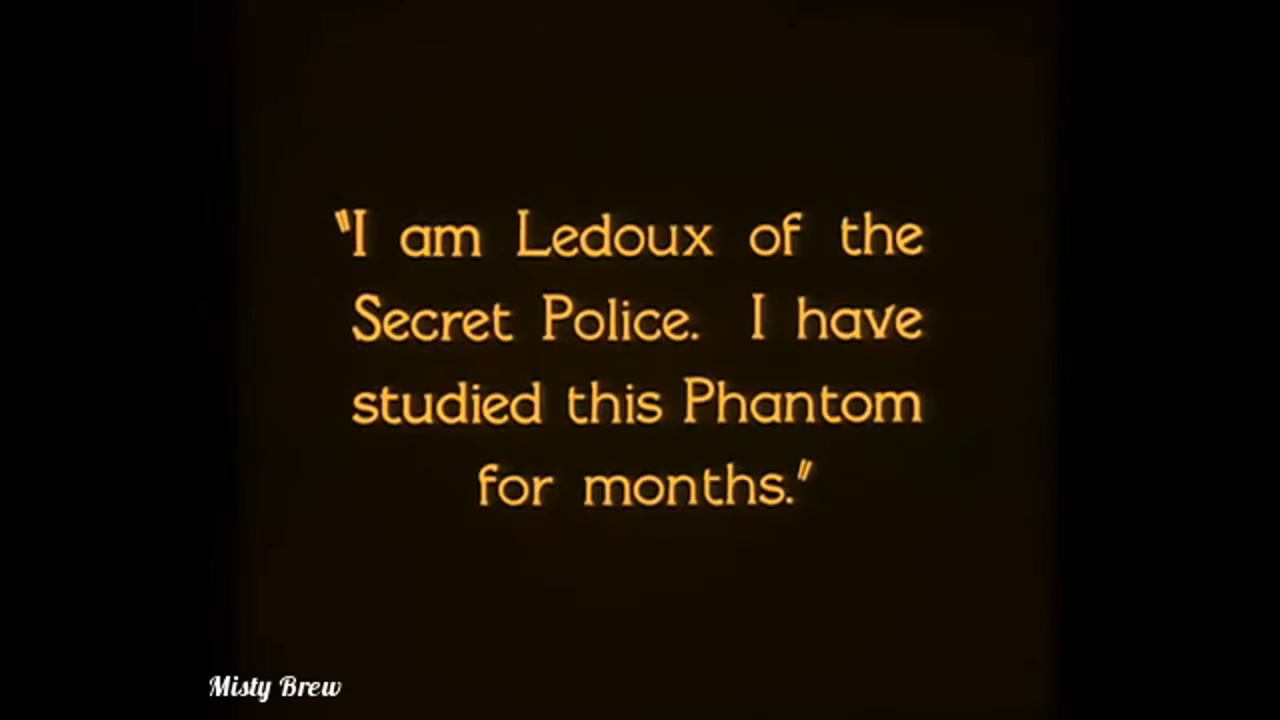 "I am Ledoux of the
Secret Police. I have
studied this Phantom
for months."
Misty Brew